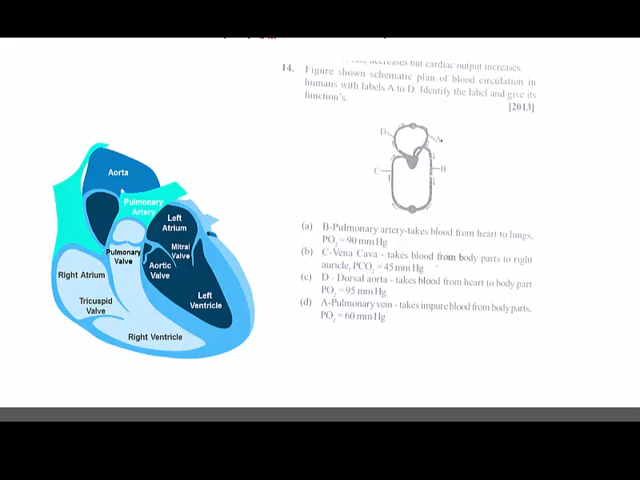 decreases but cardiac output increases.
14. Figure shown schematic plan of blood circulation in
humans with labels A to D. Identify the label and give its
function's.
[2013]
D
A
C
B
(a) B-Pulmonary artery-takes blood from heart to lungs,
PO2 = 90 mm Hg
(b) C-Vena Cava - takes blood from body parts to right
auricle, PCO2 = 45 mm Hg
(c) D - Dorsal aorta - takes blood from heart to body part
PO2 = 95 mm Hg
(d) A-Pulmonary vein - takes impure blood from body parts,
PO2 = 60 mm Hg
Aorta
Pulmonary
Artery
Left
Atrium
Mitral
Valve
Pulmonary
Valve
Aortic
Valve
Right Atrium
Left
Ventricle
Tricuspid
Valve
Right Ventricle